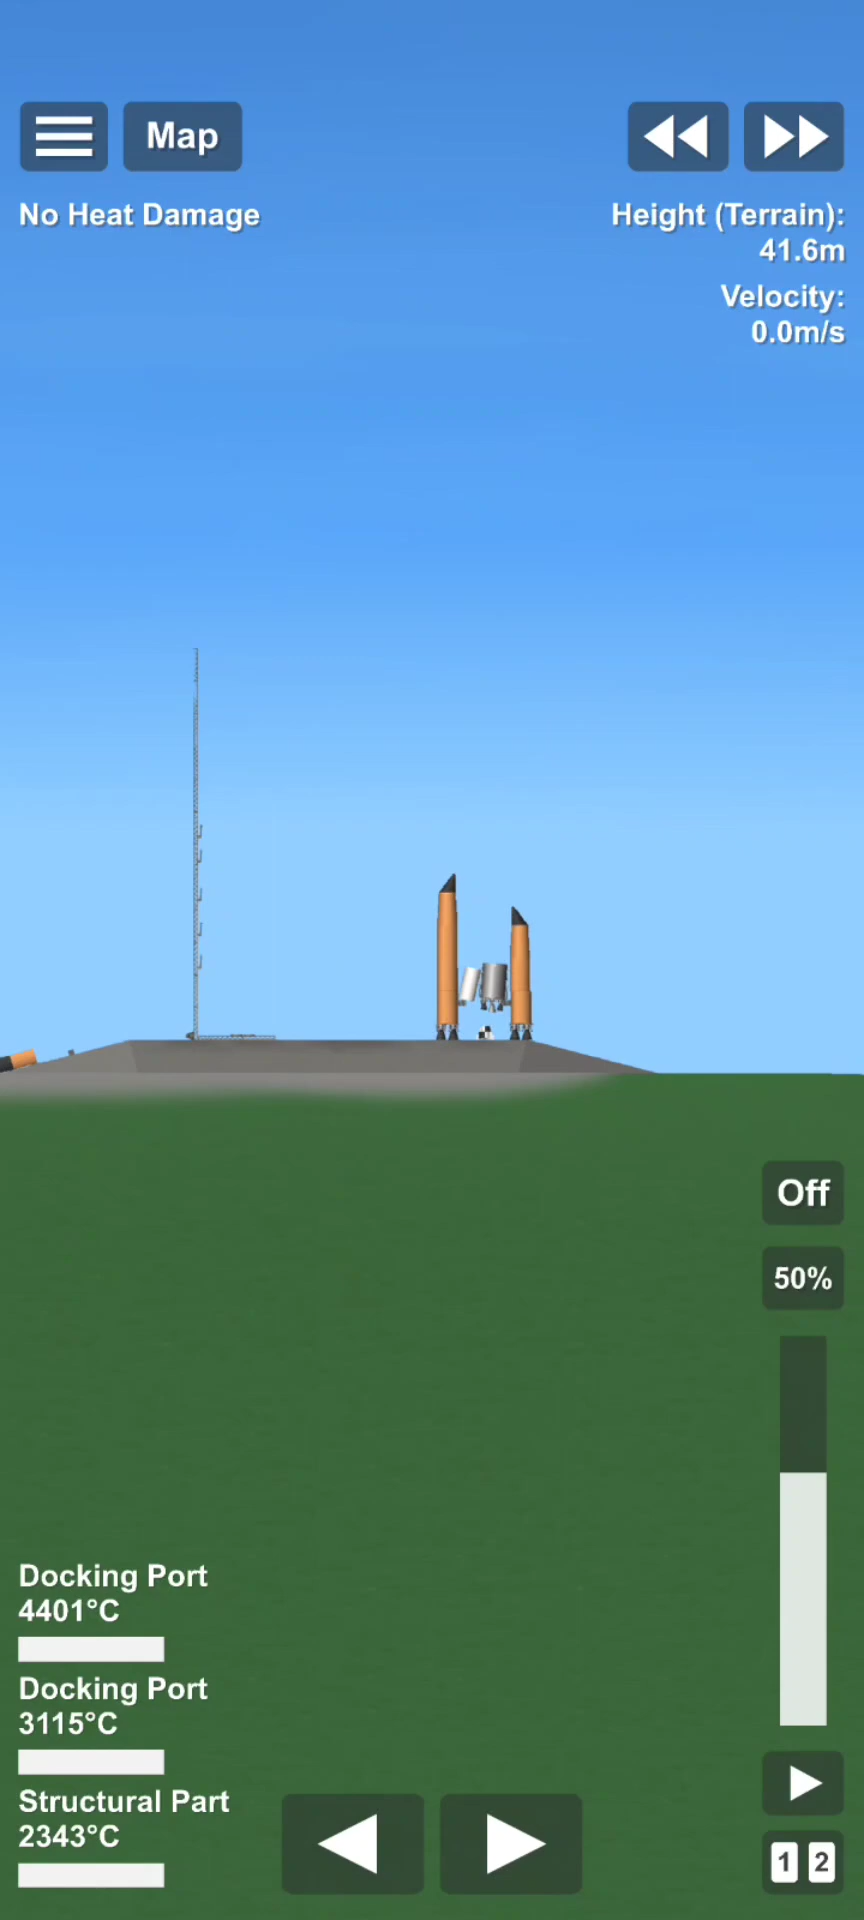 Map
No Heat Damage
Height (Terrain):
41.6m
Velocity:
0.0m/s
Off
50%
Docking Port
4401°C
Docking Port
3115°C
Structural Part
2343°C
1 2